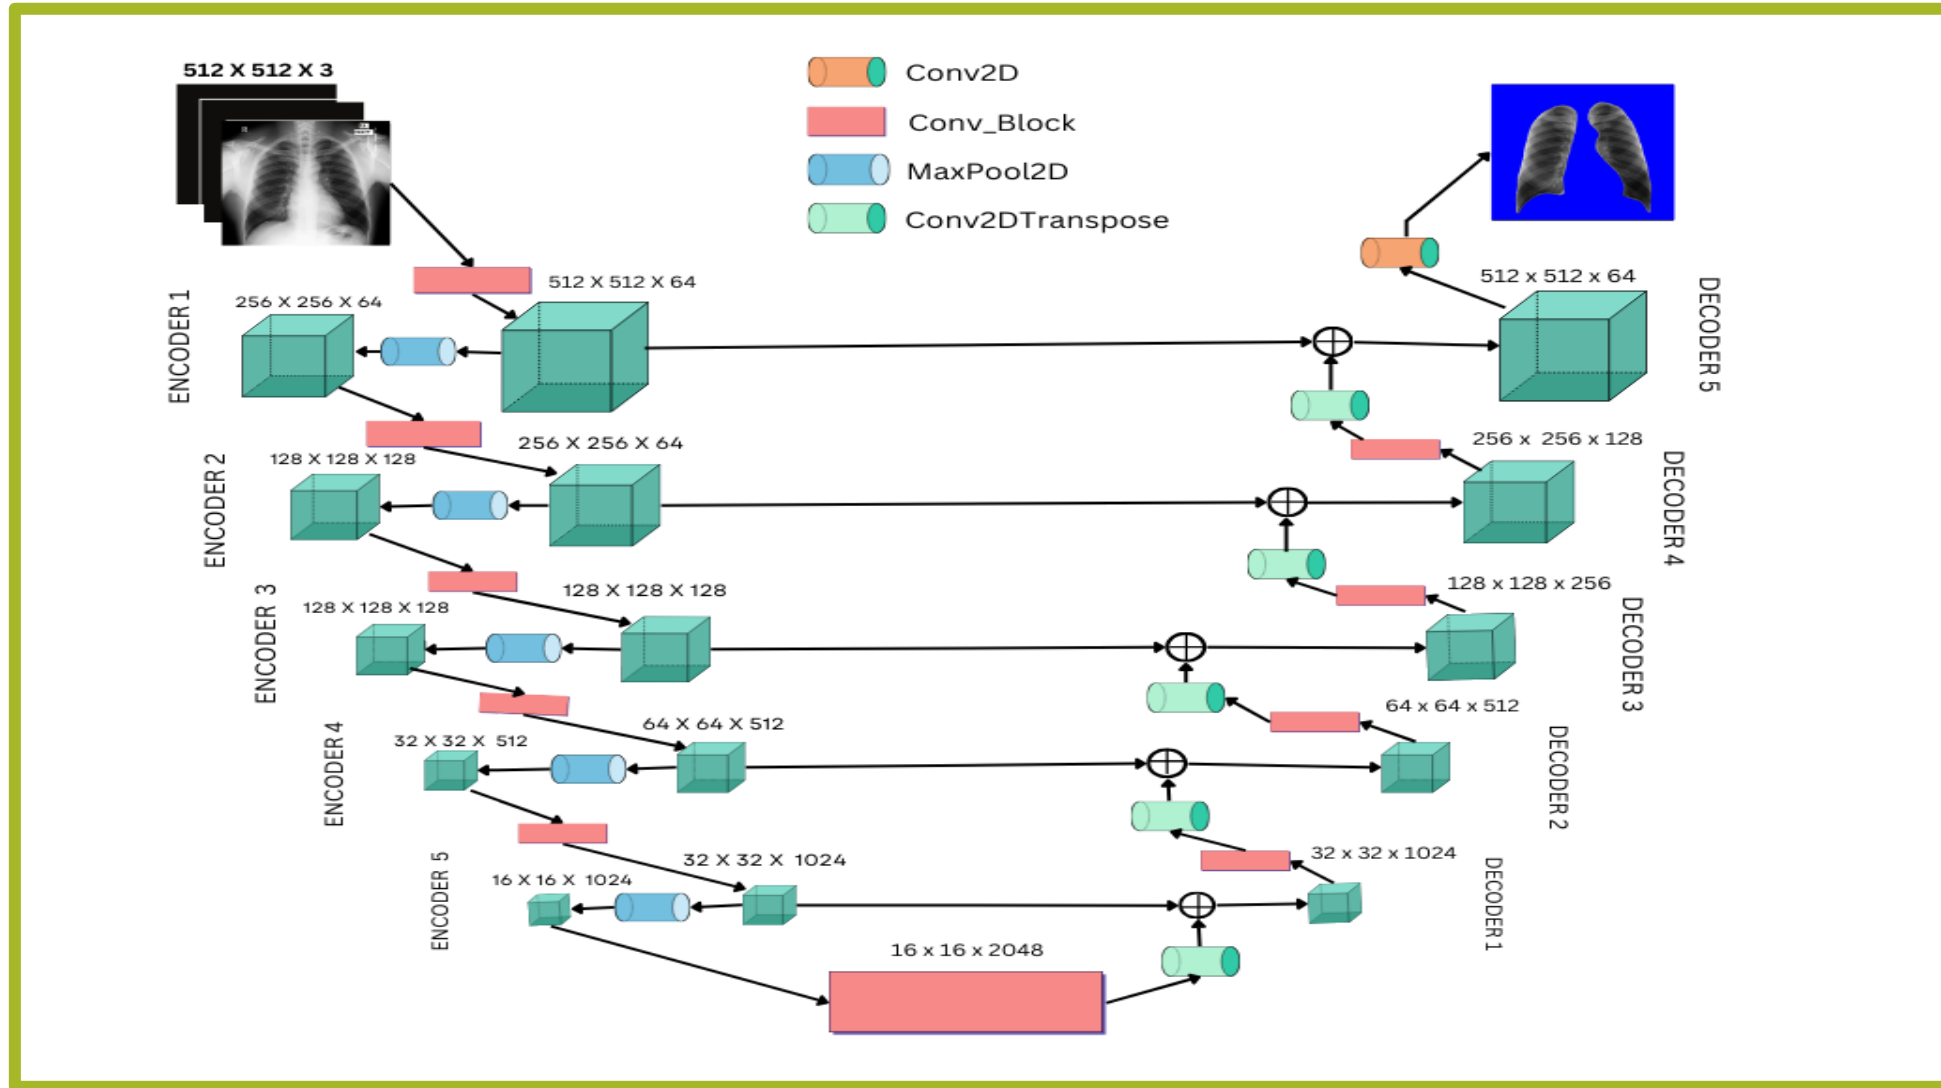 512 X 512 X 3
Conv2D
Conv_Block
MaxPool2D
Conv2DTranspose
512 X 512 X 64
256 X 256 X 64
ENCODER 1
512 x 512 x 64
DECODER 5
256 X 256 X 64
128 X 128 X 128
ENCODER 2
256 x 256 x 128
DECODER 4
128 X 128 X 128
128 X 128 X 128
ENCODER 3
128 x 128 x 256
DECODER 3
64 X 64 X 512
32 X 32 X 512
ENCODER 4
64 x 64 x 512
DECODER 2
32 X 32 X 1024
16 X 16 X 1024
ENCODER 5
32 x 32 x 1024
DECODER 1
16 x 16 x 2048